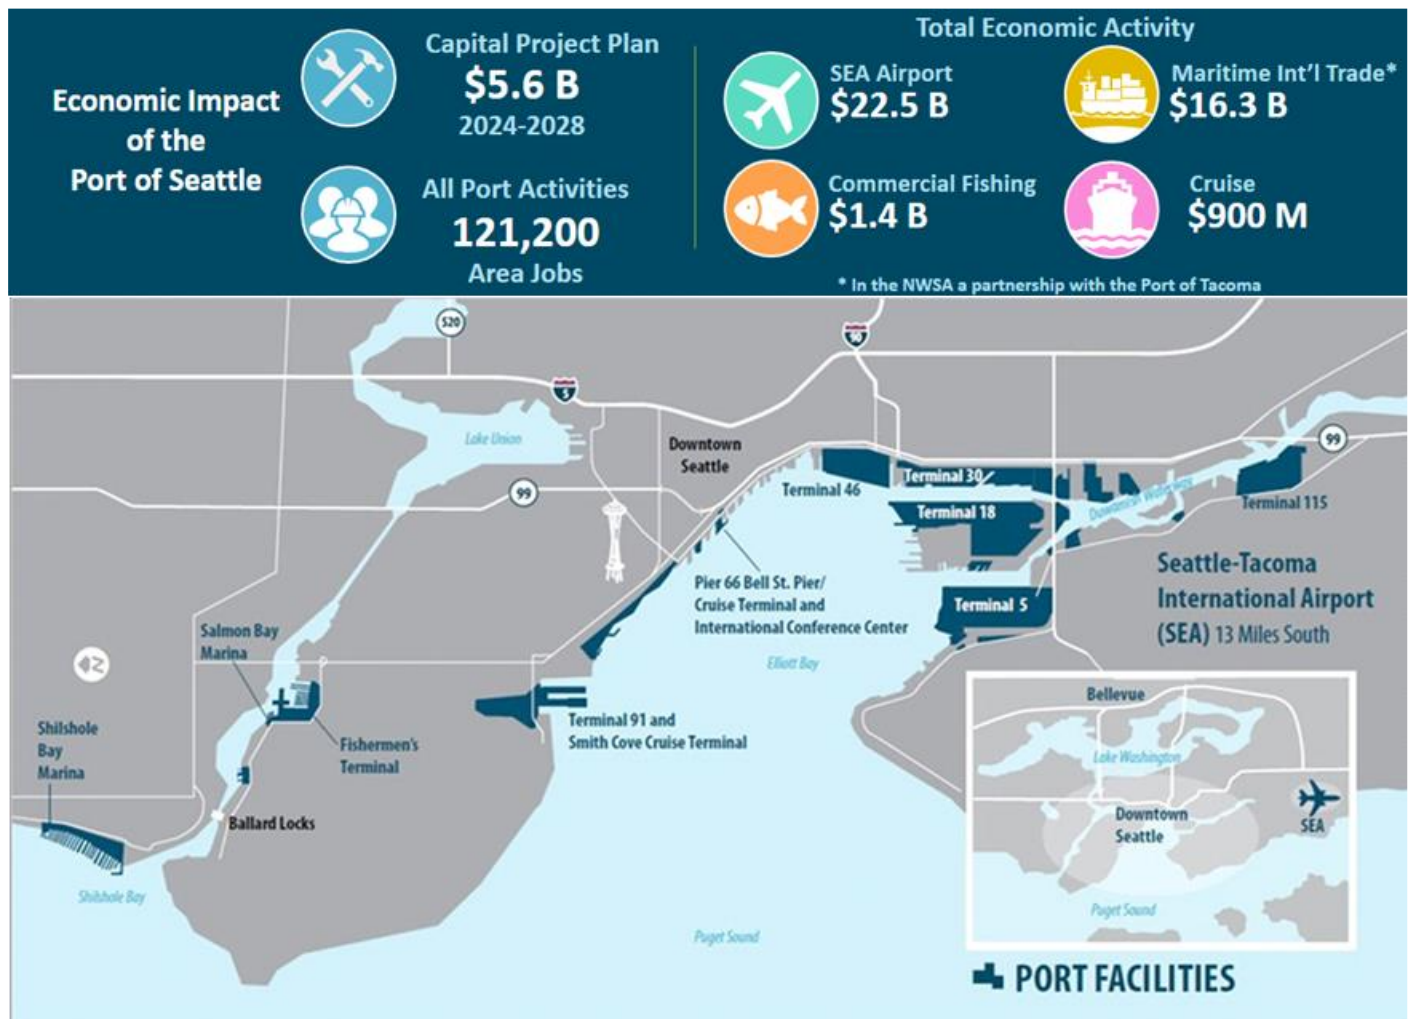 Economic Impact
of the
Port of Seattle
Capital Project Plan
$5.6 B
2024-2028
All Port Activities
121,200
Area Jobs
Total Economic Activity
SEA Airport
$22.5 B
Maritime Int'l Trade*
$16.3 B
Commercial Fishing
$1.4 B
Cruise
$900 M
* In the NWSA a partnership with the Port of Tacoma
520
90
5
Lake Union
Downtown
Seattle
99
99
Terminal 46
Terminal 30
Terminal 18
Duwamish Waterway
Terminal 115
Pier 66 Bell St. Pier/
Cruise Terminal and
International Conference Center
Terminal 5
Seattle-Tacoma
International Airport
(SEA) 13 Miles South
Elliott Bay
Salmon Bay
Marina
N
Shilshole
Bay
Marina
Fishermen's
Terminal
Terminal 91 and
Smith Cove Cruise Terminal
Ballard Locks
Shilshole Bay
Puget Sound
Bellevue
Lake Washington
Downtown
Seattle
SEA
Puget Sound
PORT FACILITIES